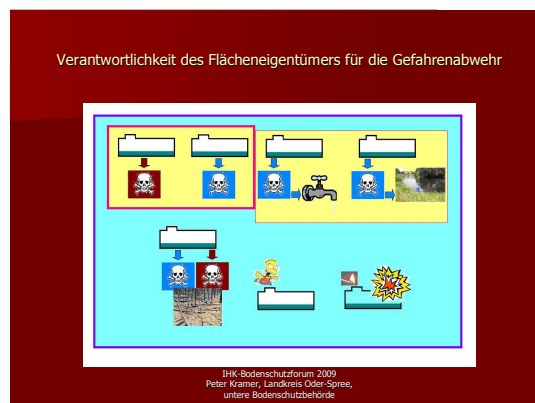 Verantwortlichkeit des Flächeneigentümers für die Gefahrenabwehr
IHK-Bodenschutzforum 2009
Peter Kramer, Landkreis Oder-Spree,
untere Bodenschutzbehörde